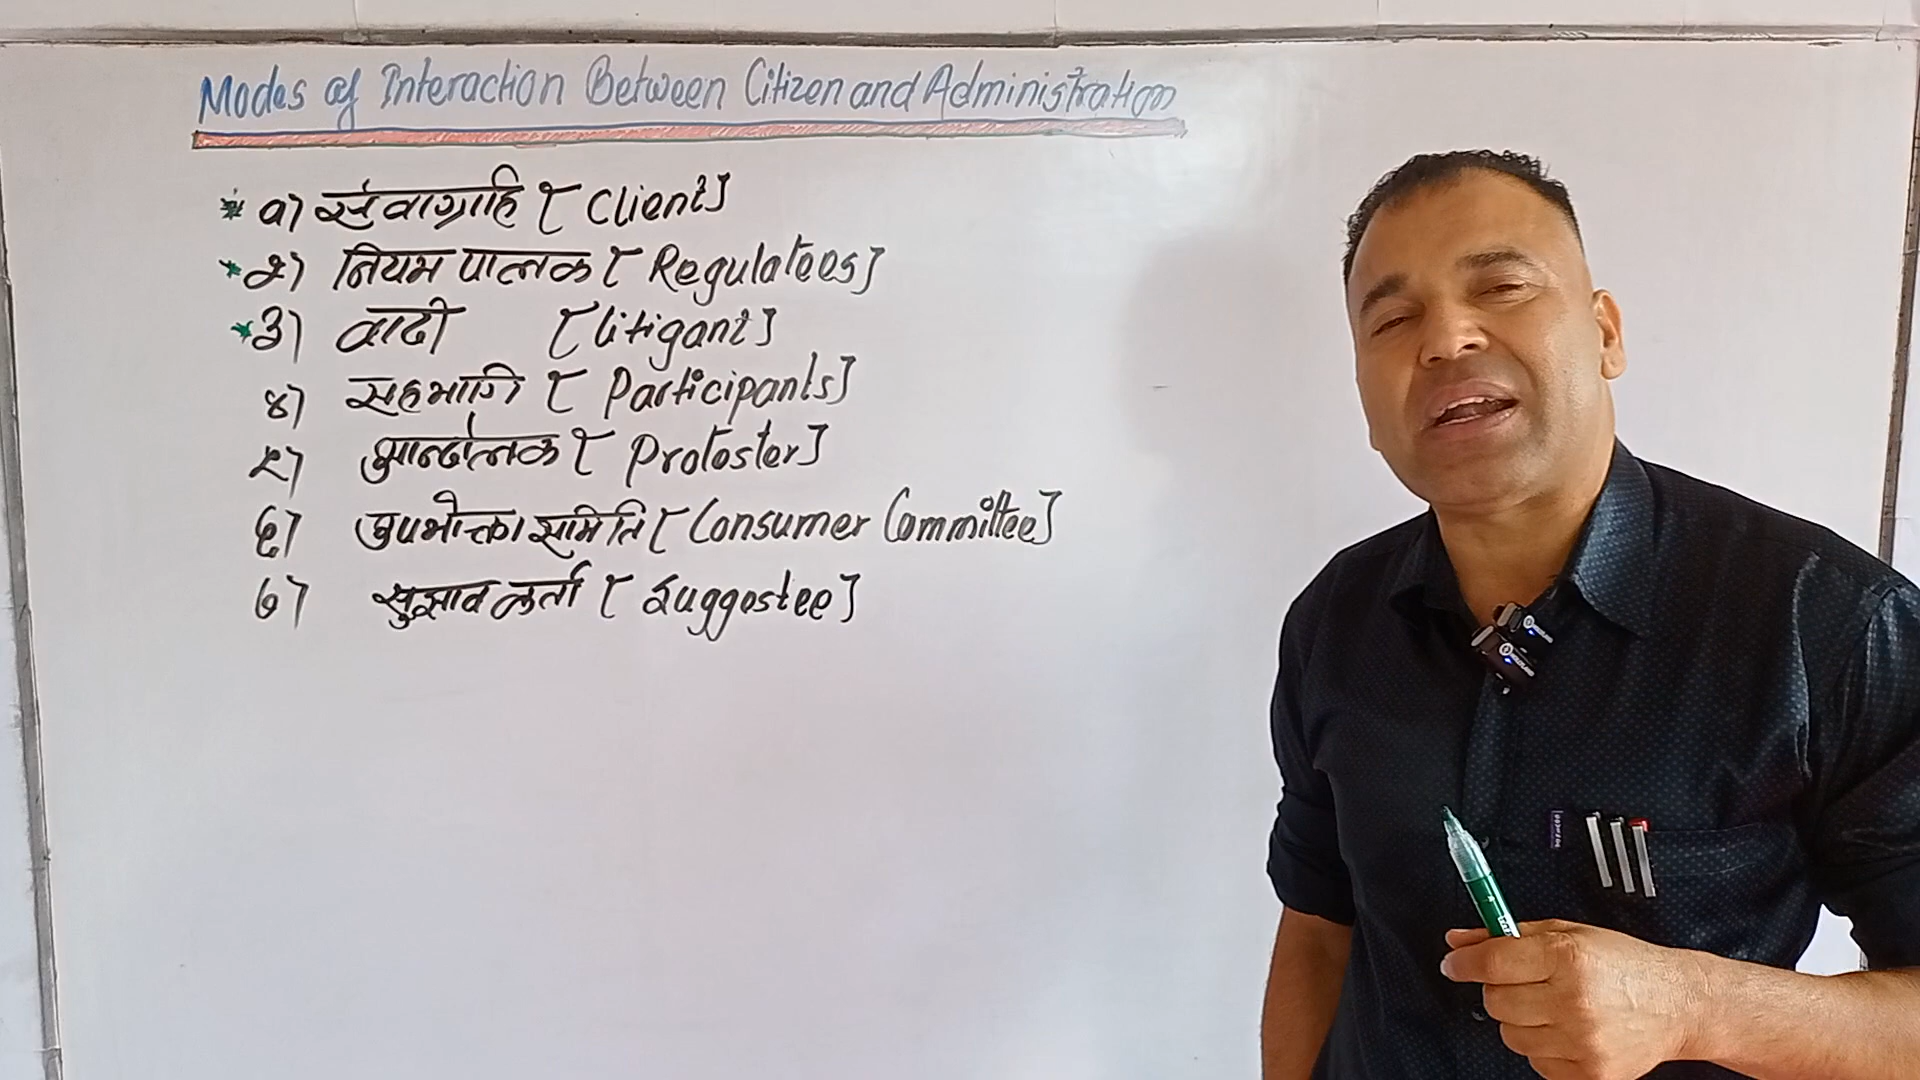 Modes of Interaction Between Citizen and Administration
* १) सेवाग्राहि [Client]
* २) नियम पालक [Regulatees]
* ३) वादी [Litigant]
४) सहभागि [Participants]
५) आन्दोलक [Protester]
६) उपभोक्ता समिति [Consumer Committee]
७) सुझाव कर्ता [Suggestee]